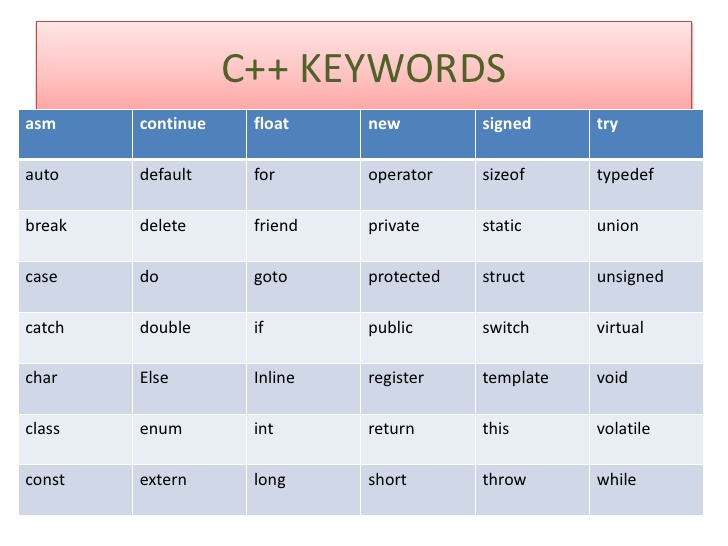 C++ KEYWORDS
asm continue float new signed try
auto default for operator sizeof typedef
break delete friend private static union
case do goto protected struct unsigned
catch double if public switch virtual
char Else Inline register template void
class enum int return this volatile
const extern long short throw while